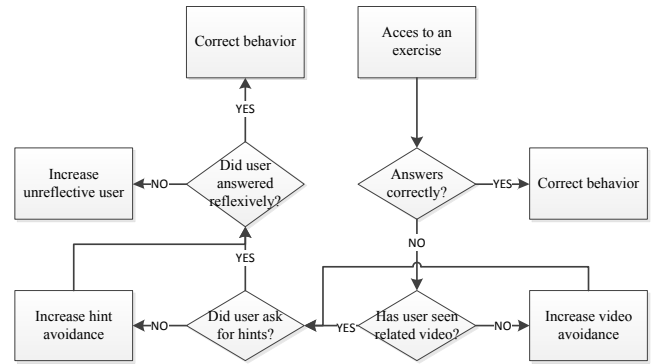 Correct behavior
Acces to an
exercise
YES
Increase
unreflective user
NO
Did user
answered
reflexively?
Answers
correctly?
YES
Correct behavior
YES
NO
Increase hint
avoidance
NO
Did user ask
for hints?
YES
Has user seen
related video?
NO
Increase video
avoidance